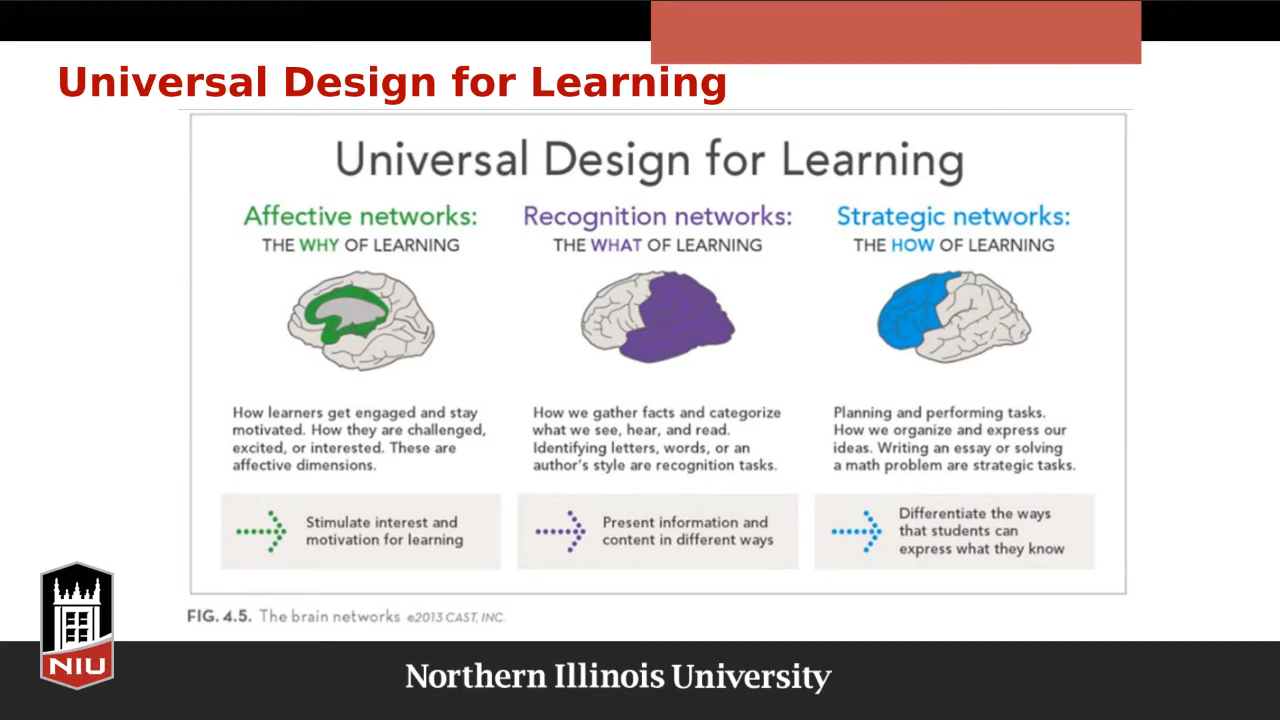 Universal Design for Learning
Universal Design for Learning
Affective networks:
THE WHY OF LEARNING
How learners get engaged and stay
motivated. How they are challenged,
excited, or interested. These are
affective dimensions.
Stimulate interest and
motivation for learning
Recognition networks:
THE WHAT OF LEARNING
How we gather facts and categorize
what we see, hear, and read.
Identifying letters, words, or an
author's style are recognition tasks.
Present information and
content in different ways
Strategic networks:
THE HOW OF LEARNING
Planning and performing tasks.
How we organize and express our
ideas. Writing an essay or solving
a math problem are strategic tasks.
Differentiate the ways
that students can
express what they know
FIG. 4.5. The brain networks ©2013 CAST, INC.
NIU
Northern Illinois University